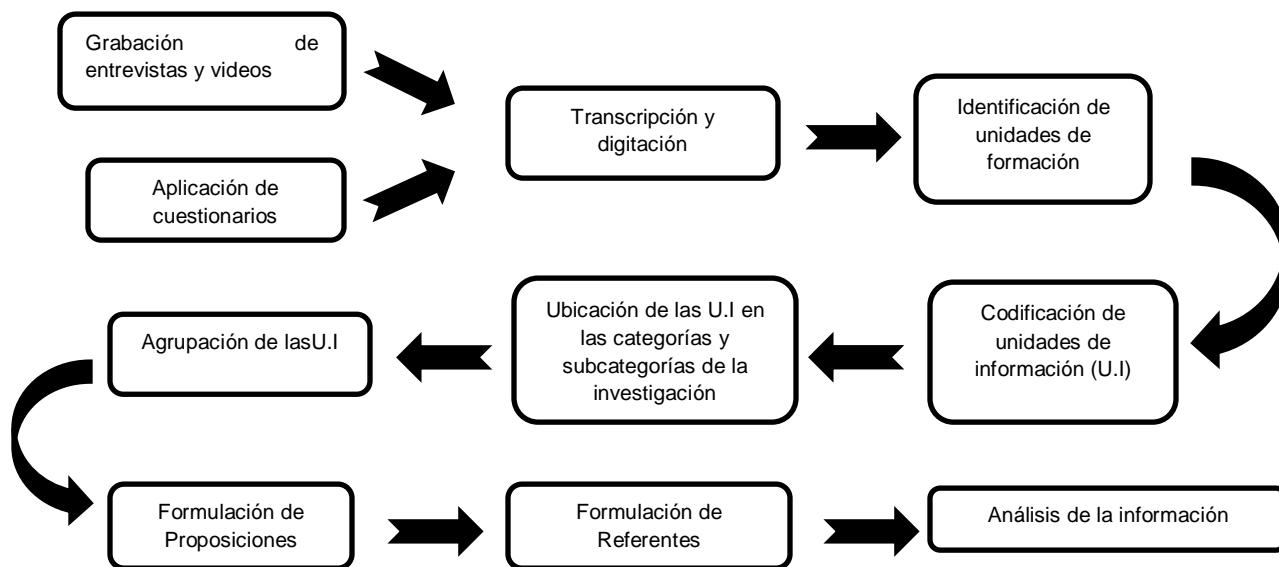 Grabación de
entrevistas y videos
Aplicación de
cuestionarios
Transcripción y
digitación
Identificación de
unidades de
formación
Codificación de
unidades de
información (U.I)
Ubicación de las U.I en
las categorías y
subcategorías de la
investigación
Agrupación de lasU.I
Formulación de
Proposiciones
Formulación de
Referentes
Análisis de la información